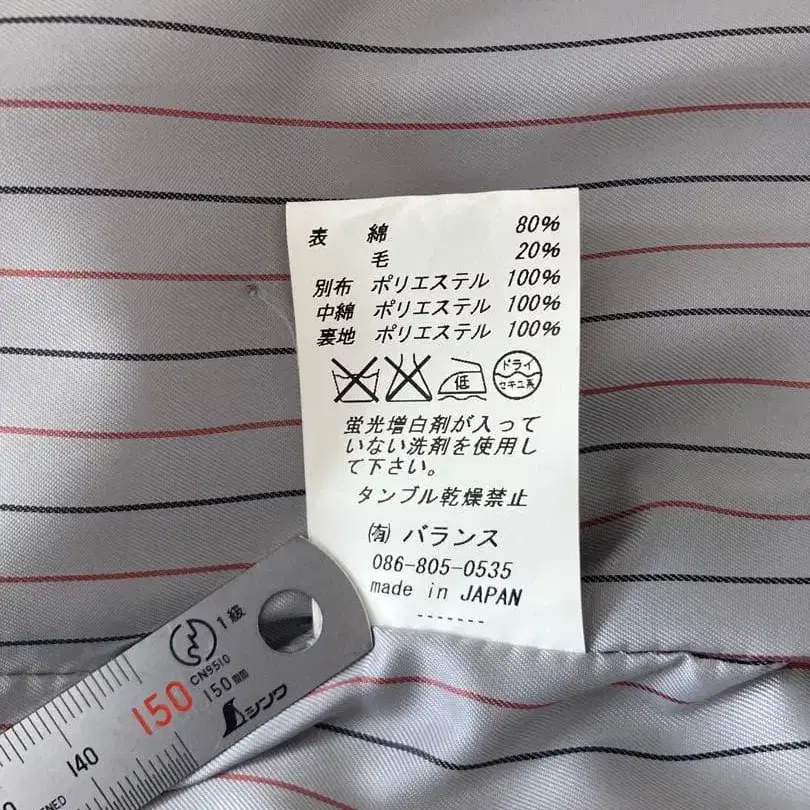 表 綿 80%
毛 20%
別布 ポリエステル 100%
中綿 ポリエステル 100%
裏地 ポリエステル 100%
低
ドライ
セキユ系
蛍光増白剤が入って
いない洗剤を使用し
て下さい。
タンブル乾燥禁止
㈲ バランス
086-805-0535
made in JAPAN
-------
1級
CN9510
150
150
シンワ
140
ENED